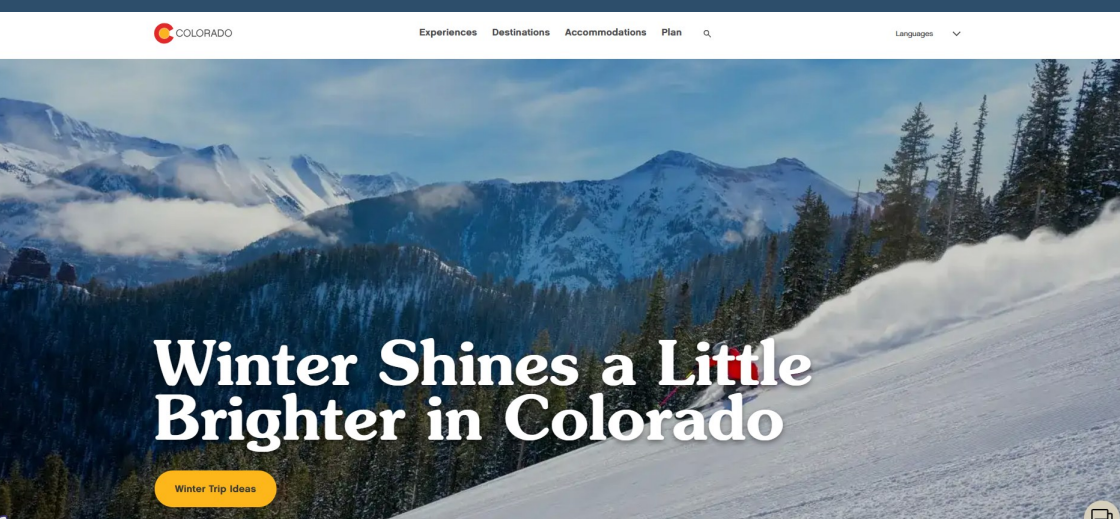 COLORADO
Experiences Destinations Accommodations Plan
Languages
Winter Shines a Little
Brighter in Colorado
Winter Trip Ideas